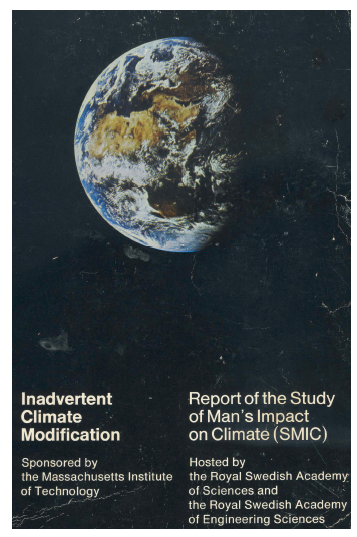 Inadvertent
Climate
Modification
Report of the Study
of Man's Impact
on Climate (SMIC)
Sponsored by
the Massachusetts Institute
of Technology
Hosted by
the Royal Swedish Academy
of Sciences and
the Royal Swedish Academy
of Engineering Sciences